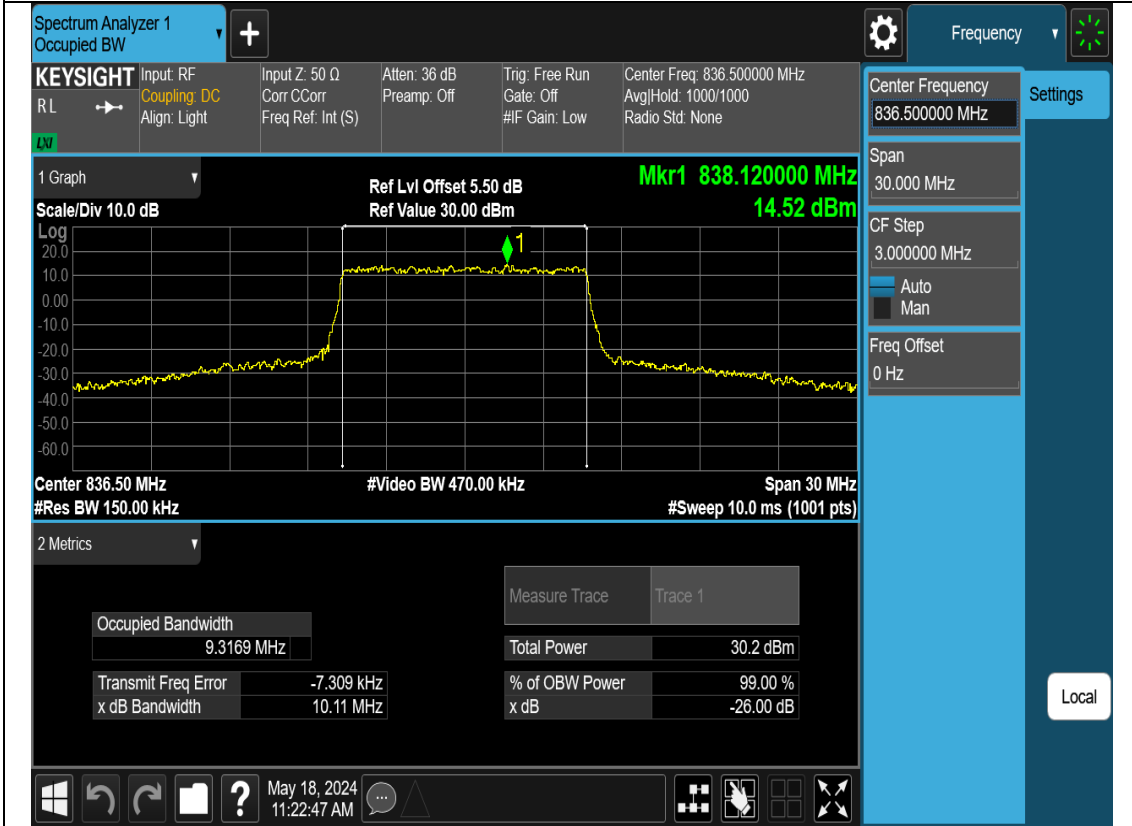 Spectrum Analyzer 1
Occupied BW
+
Frequency
KEYSIGHT
RL
LXI
Input: RF
Coupling: DC
Align: Light
Input Z: 50 Ω
Corr CCorr
Freq Ref: Int (S)
Atten: 36 dB
Preamp: Off
Trig: Free Run
Gate: Off
#IF Gain: Low
Center Freq: 836.500000 MHz
Avg|Hold: 1000/1000
Radio Std: None
Center Frequency
836.500000 MHz
Settings
Span
30.000 MHz
CF Step
3.000000 MHz
Auto
Man
Freq Offset
0 Hz
Local
1 Graph
Ref Lvl Offset 5.50 dB
Mkr1 838.120000 MHz
Scale/Div 10.0 dB
Ref Value 30.00 dBm
14.52 dBm
Log
1
20.0
10.0
0.00
-10.0
-20.0
-30.0
-40.0
-50.0
-60.0
Center 836.50 MHz
#Video BW 470.00 kHz
Span 30 MHz
#Res BW 150.00 kHz
#Sweep 10.0 ms (1001 pts)
2 Metrics
Measure Trace
Trace 1
Occupied Bandwidth
9.3169 MHz
Total Power
30.2 dBm
Transmit Freq Error
-7.309 kHz
% of OBW Power
99.00 %
x dB Bandwidth
10.11 MHz
x dB
-26.00 dB
?
May 18, 2024
11:22:47 AM